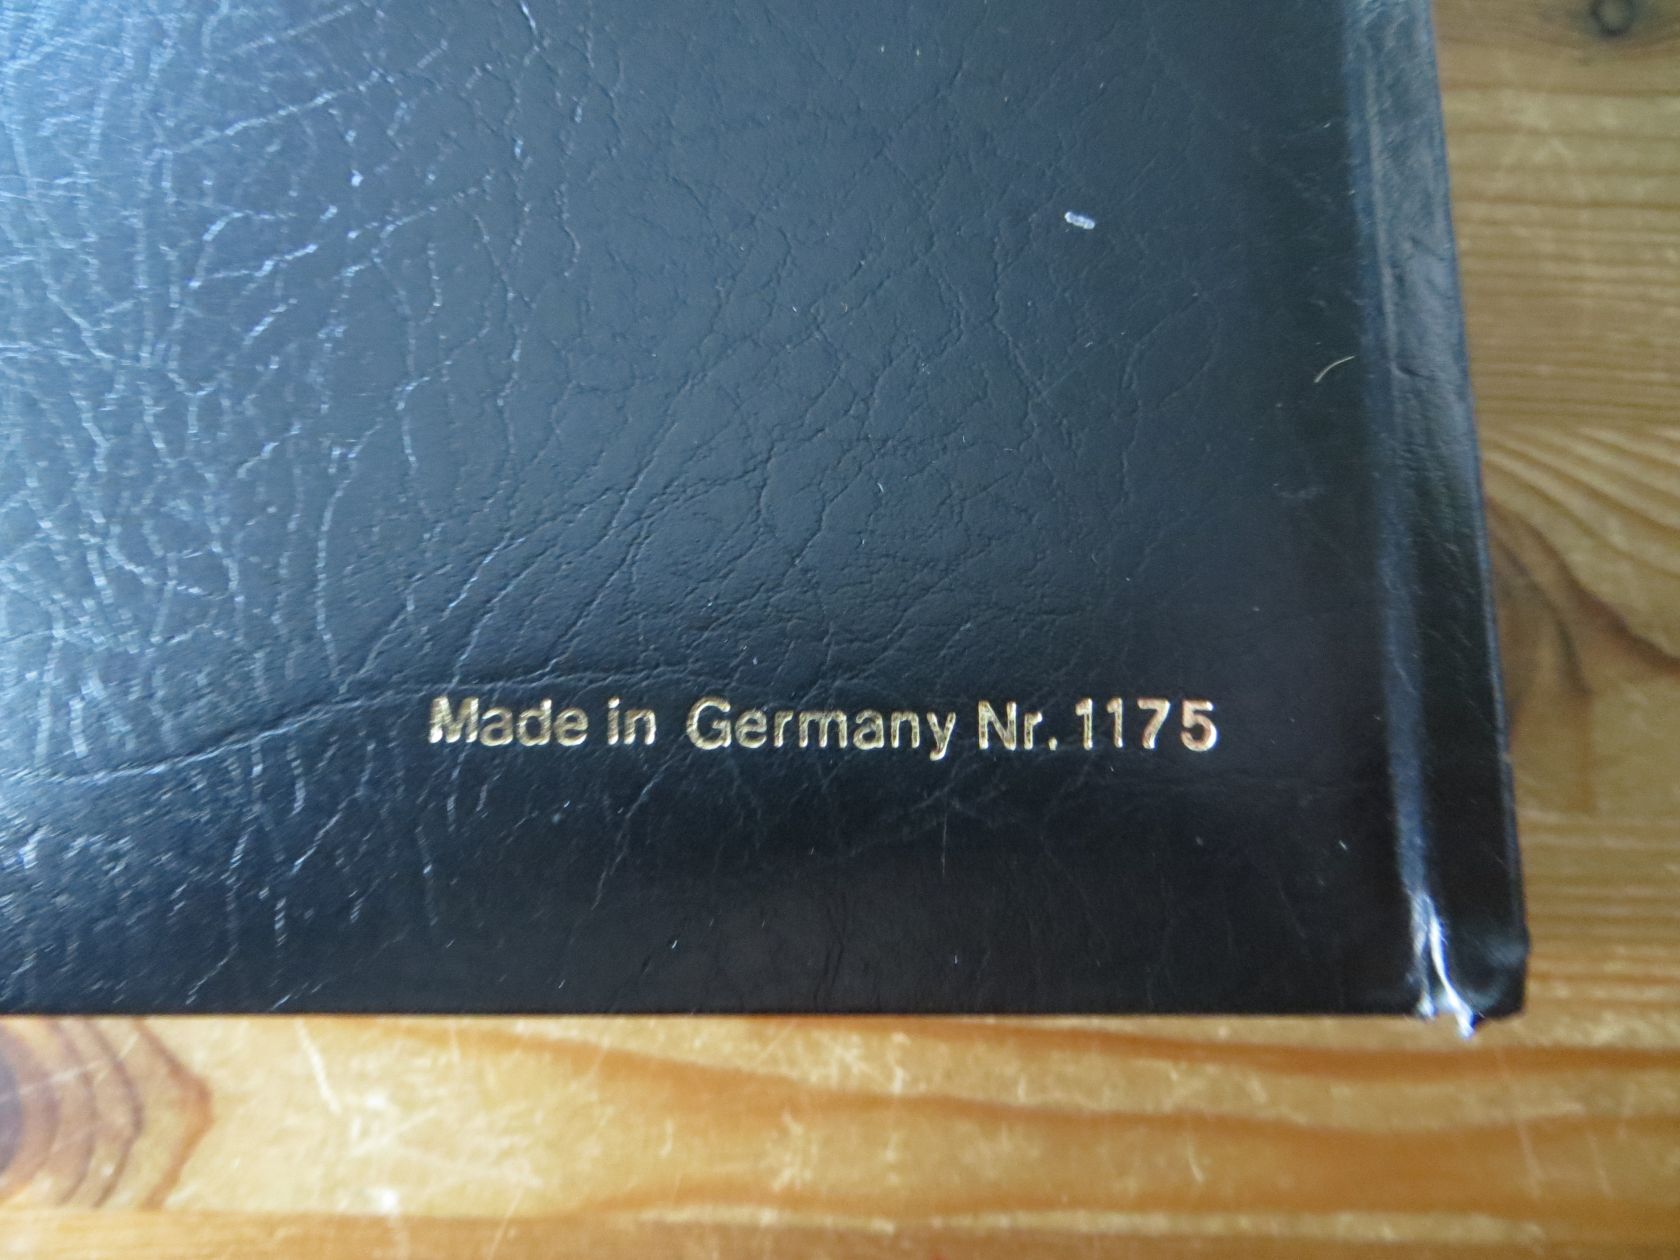 Made in Germany Nr. 1175